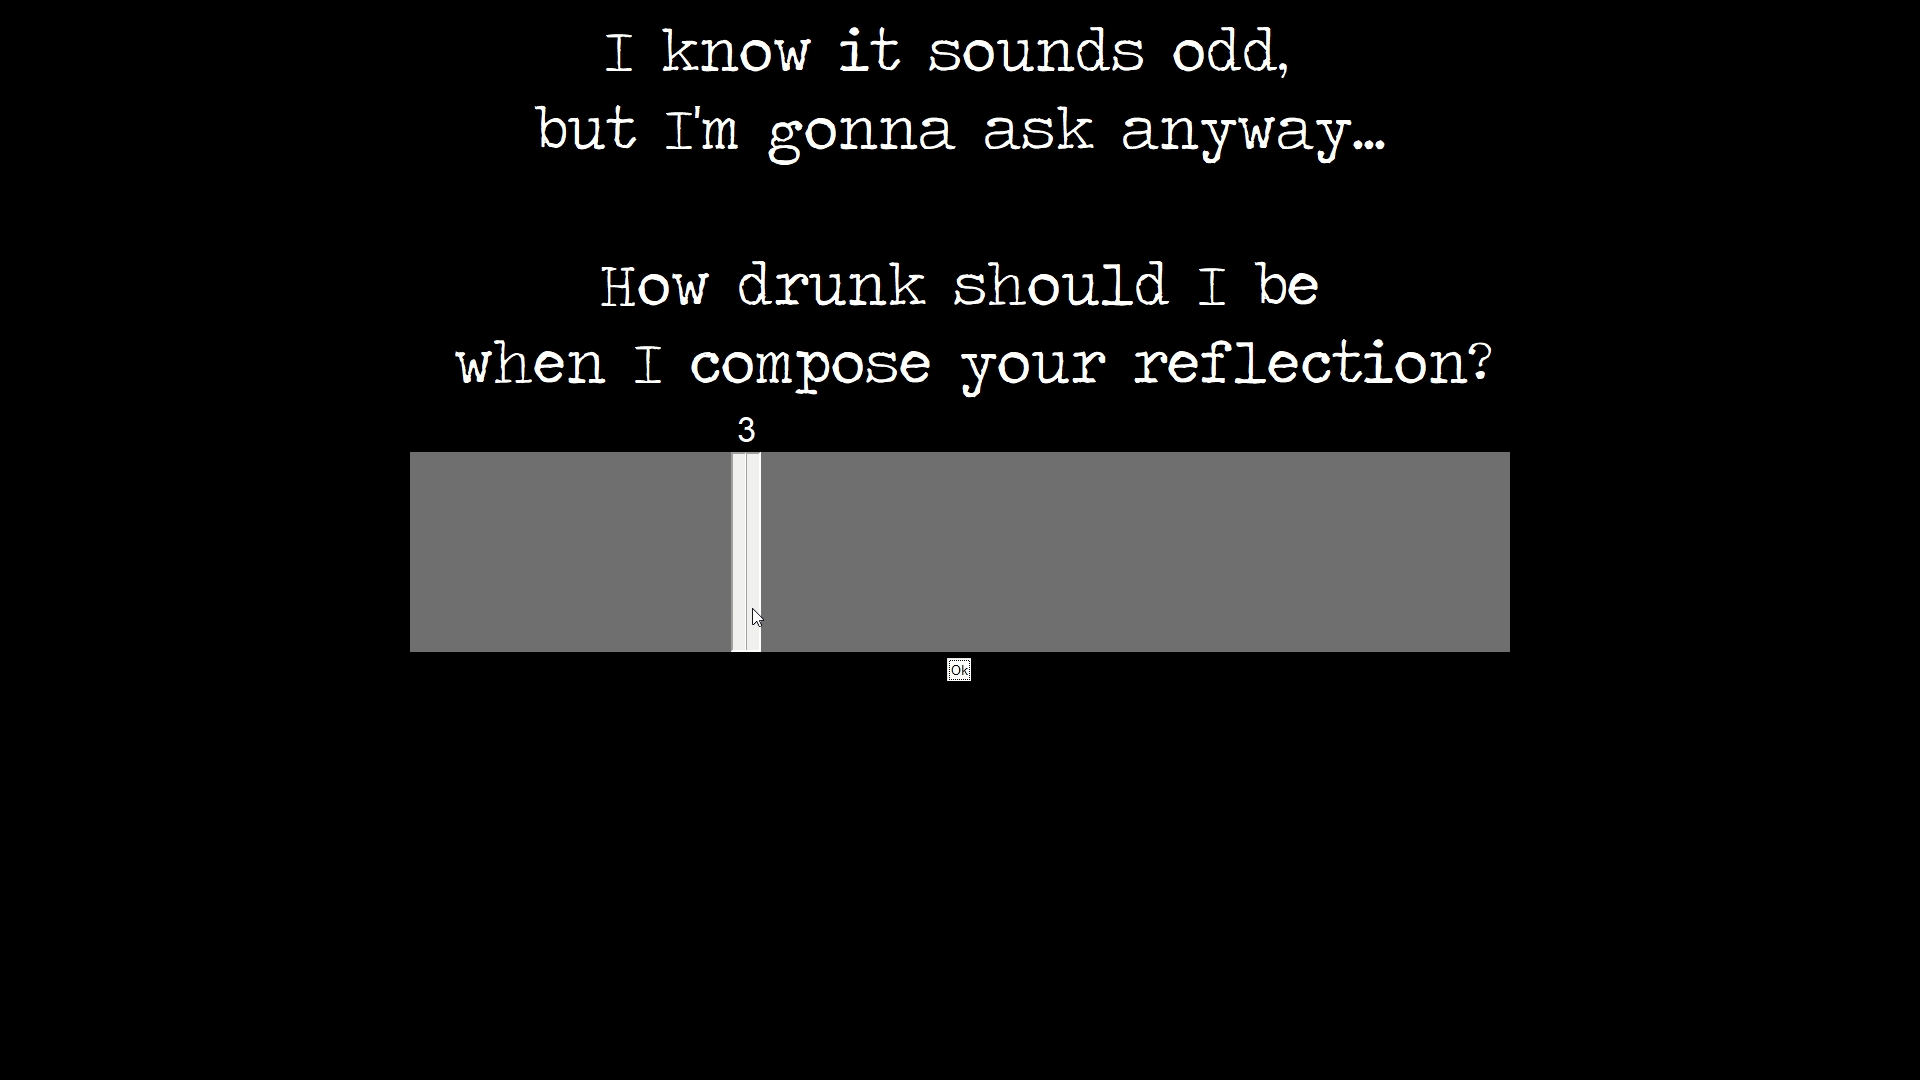 I know it sounds odd,
but I'm gonna ask anyway...
How drunk should I be
when I compose your reflection?
3
Ok